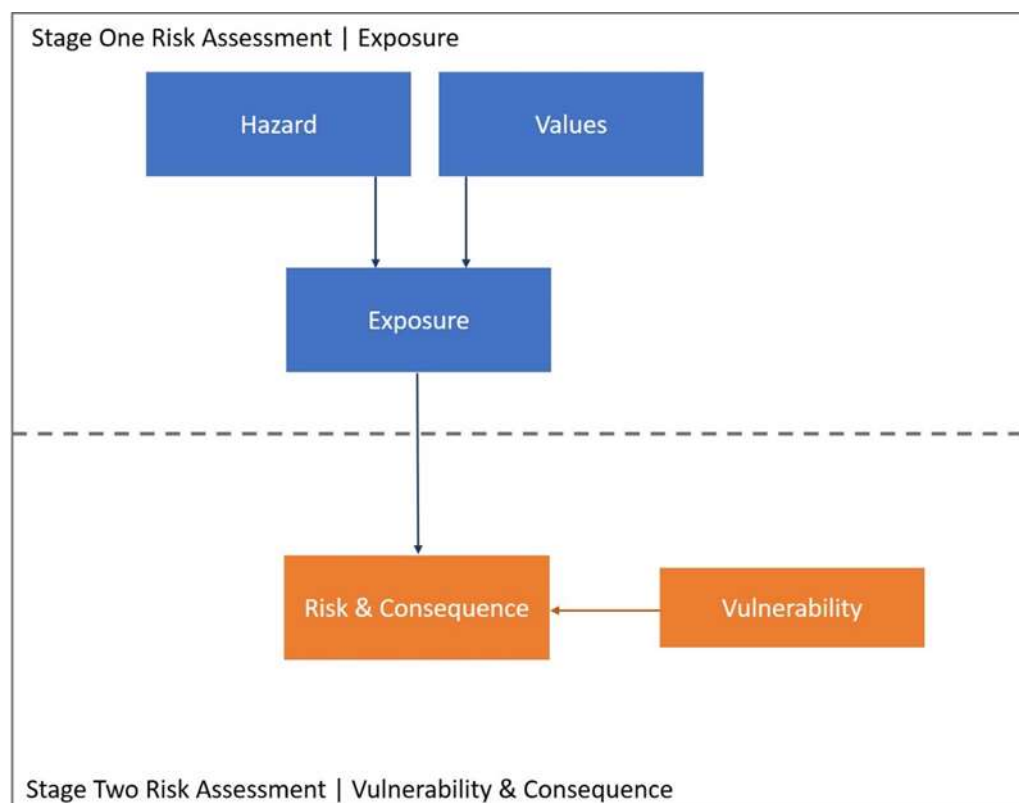 Stage One Risk Assessment | Exposure
Hazard
Values
Exposure
Risk & Consequence
Vulnerability
Stage Two Risk Assessment | Vulnerability & Consequence